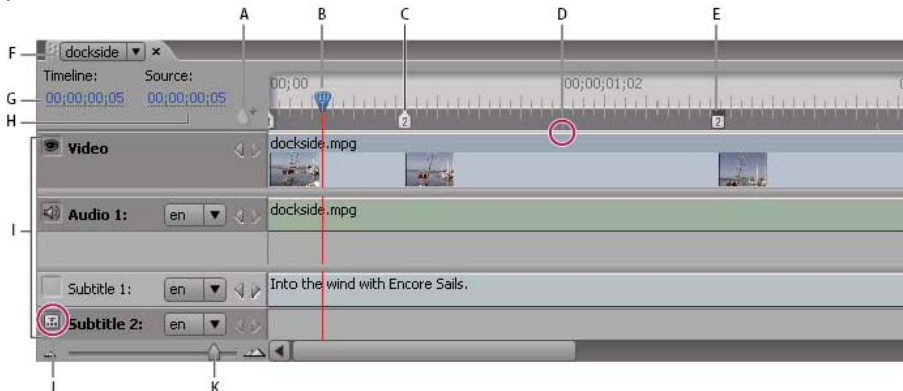 A B C D E
F dockside
Timeline: Source:
00;00 00;00;01;02
G 00;00;00;05 00;00;00;05
H
2 2
Video dockside.mpg
I
Audio 1: en dockside.mpg
Subtitle 1: en Into the wind with Encore Sails.
Subtitle 2: en
J K